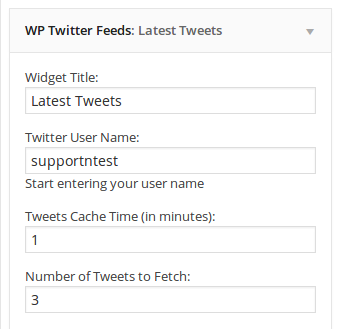 WP Twitter Feeds: Latest Tweets
Widget Title:
Latest Tweets
Twitter User Name:
supportntest
Start entering your user name
Tweets Cache Time (in minutes):
1
Number of Tweets to Fetch:
3